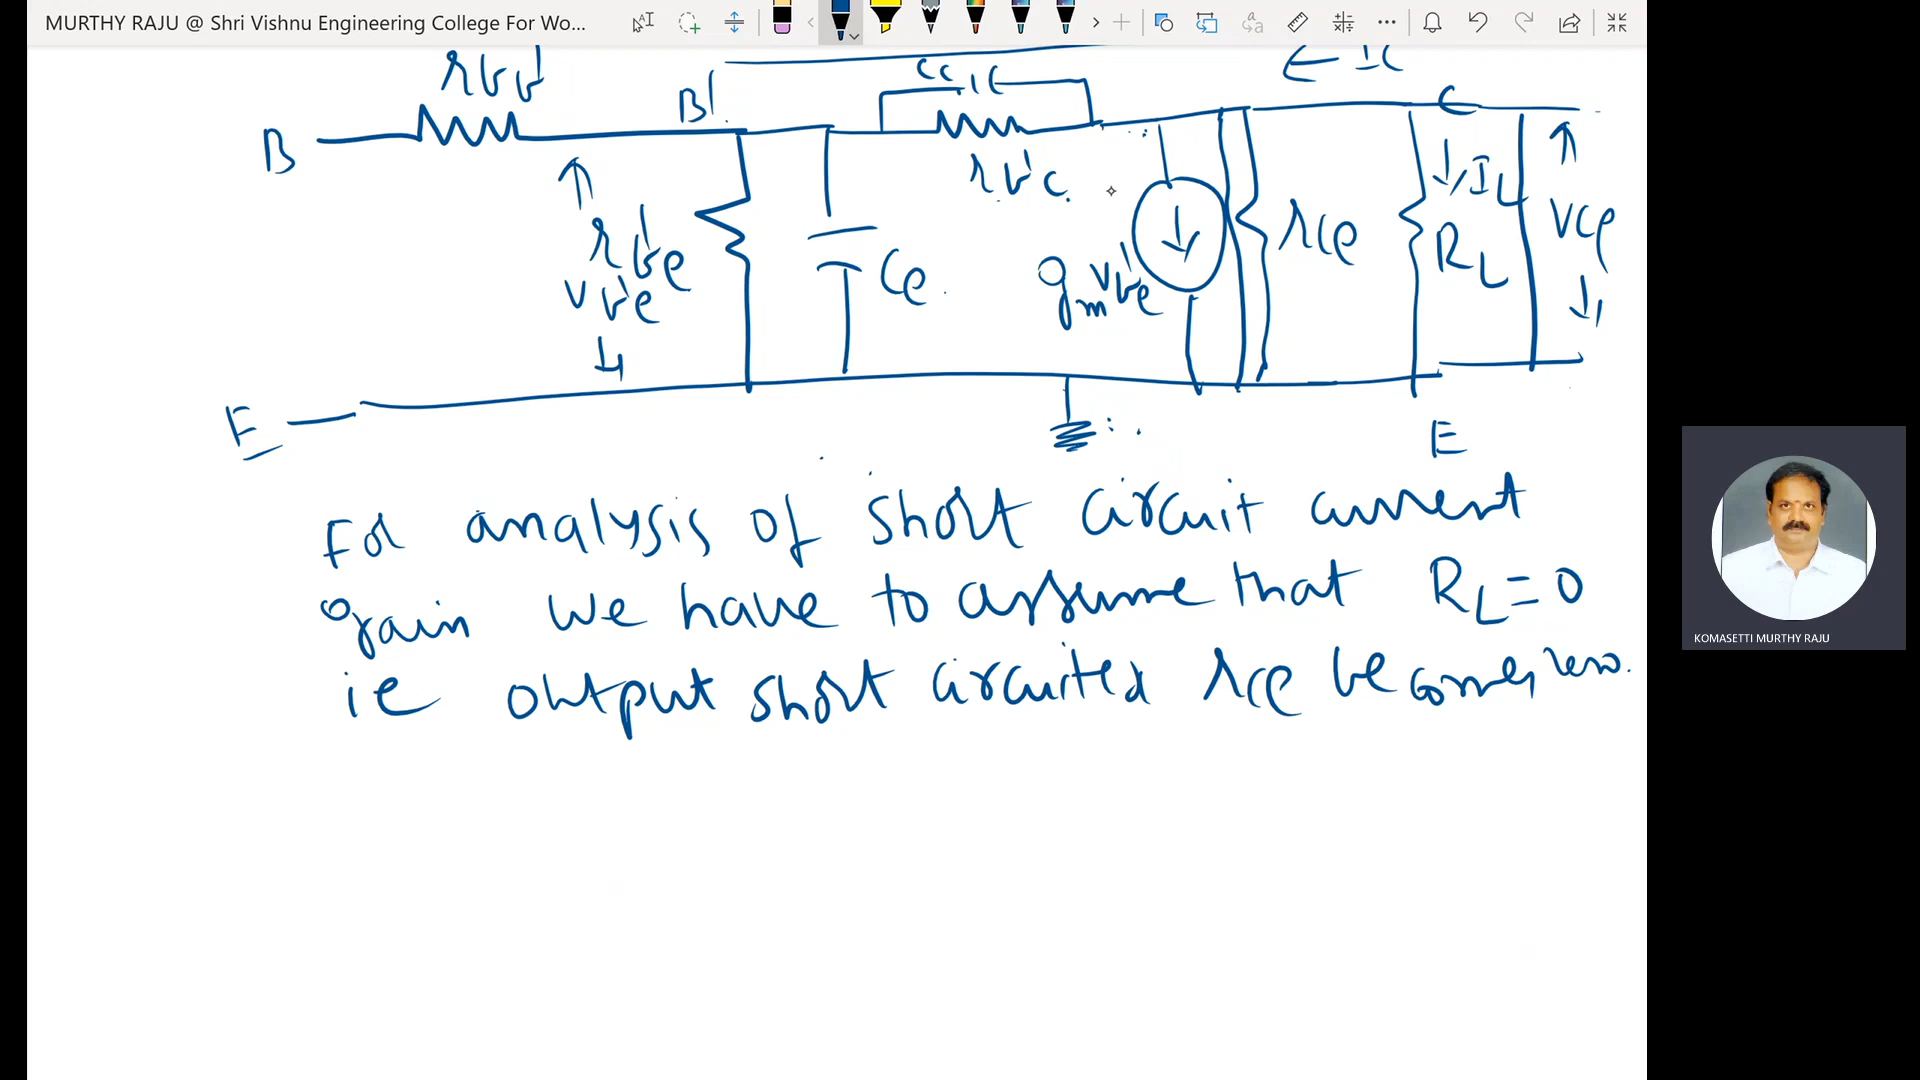 MURTHY RAJU @ Shri Vishnu Engineering College For Wo...
rbb' B' Cc ← Ic
B C
rb'c ↓ IL ↑
↑ rb'e Ce gm vb'e ↓ rce RL Vce
vb'e ↓
↓
E E
For analysis of short circuit current
gain we have to assume that RL=0
ie output short circuited rce becomes zero.
KOMASETTI MURTHY RAJU